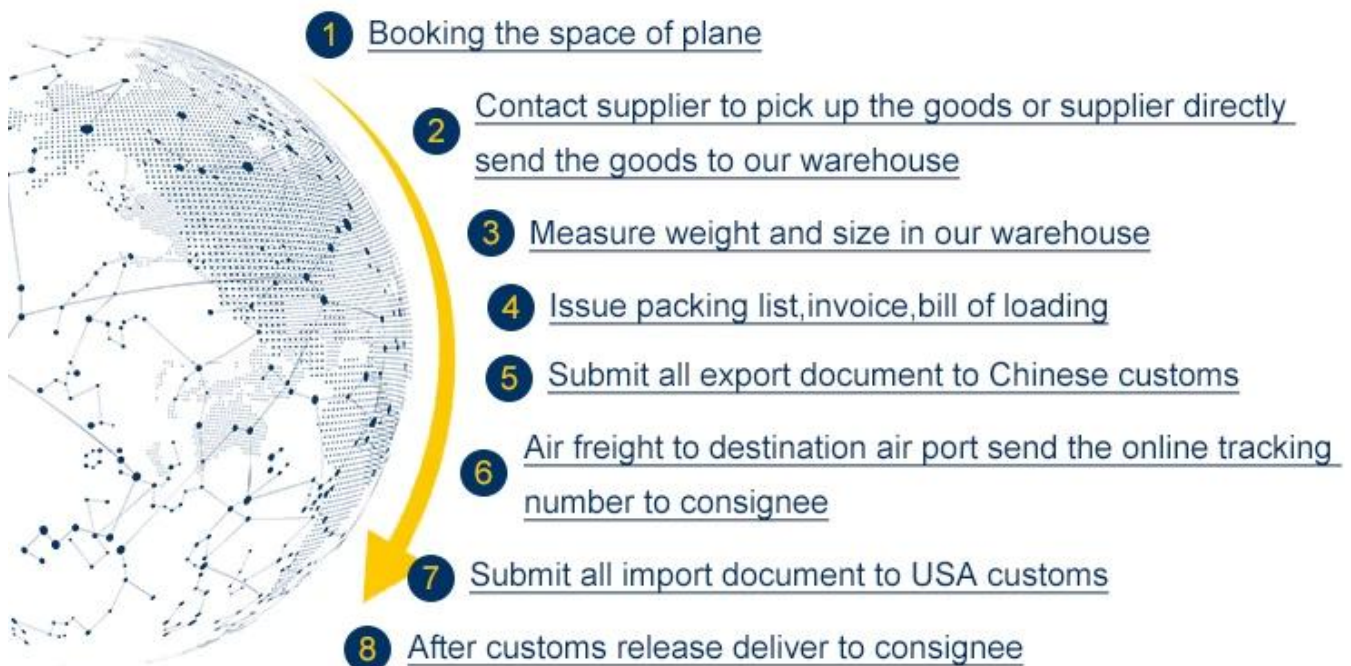 1 Booking the space of plane
2 Contact supplier to pick up the goods or supplier directly
send the goods to our warehouse
3 Measure weight and size in our warehouse
4 Issue packing list,invoice,bill of loading
5 Submit all export document to Chinese customs
6 Air freight to destination air port send the online tracking
number to consignee
7 Submit all import document to USA customs
8 After customs release deliver to consignee